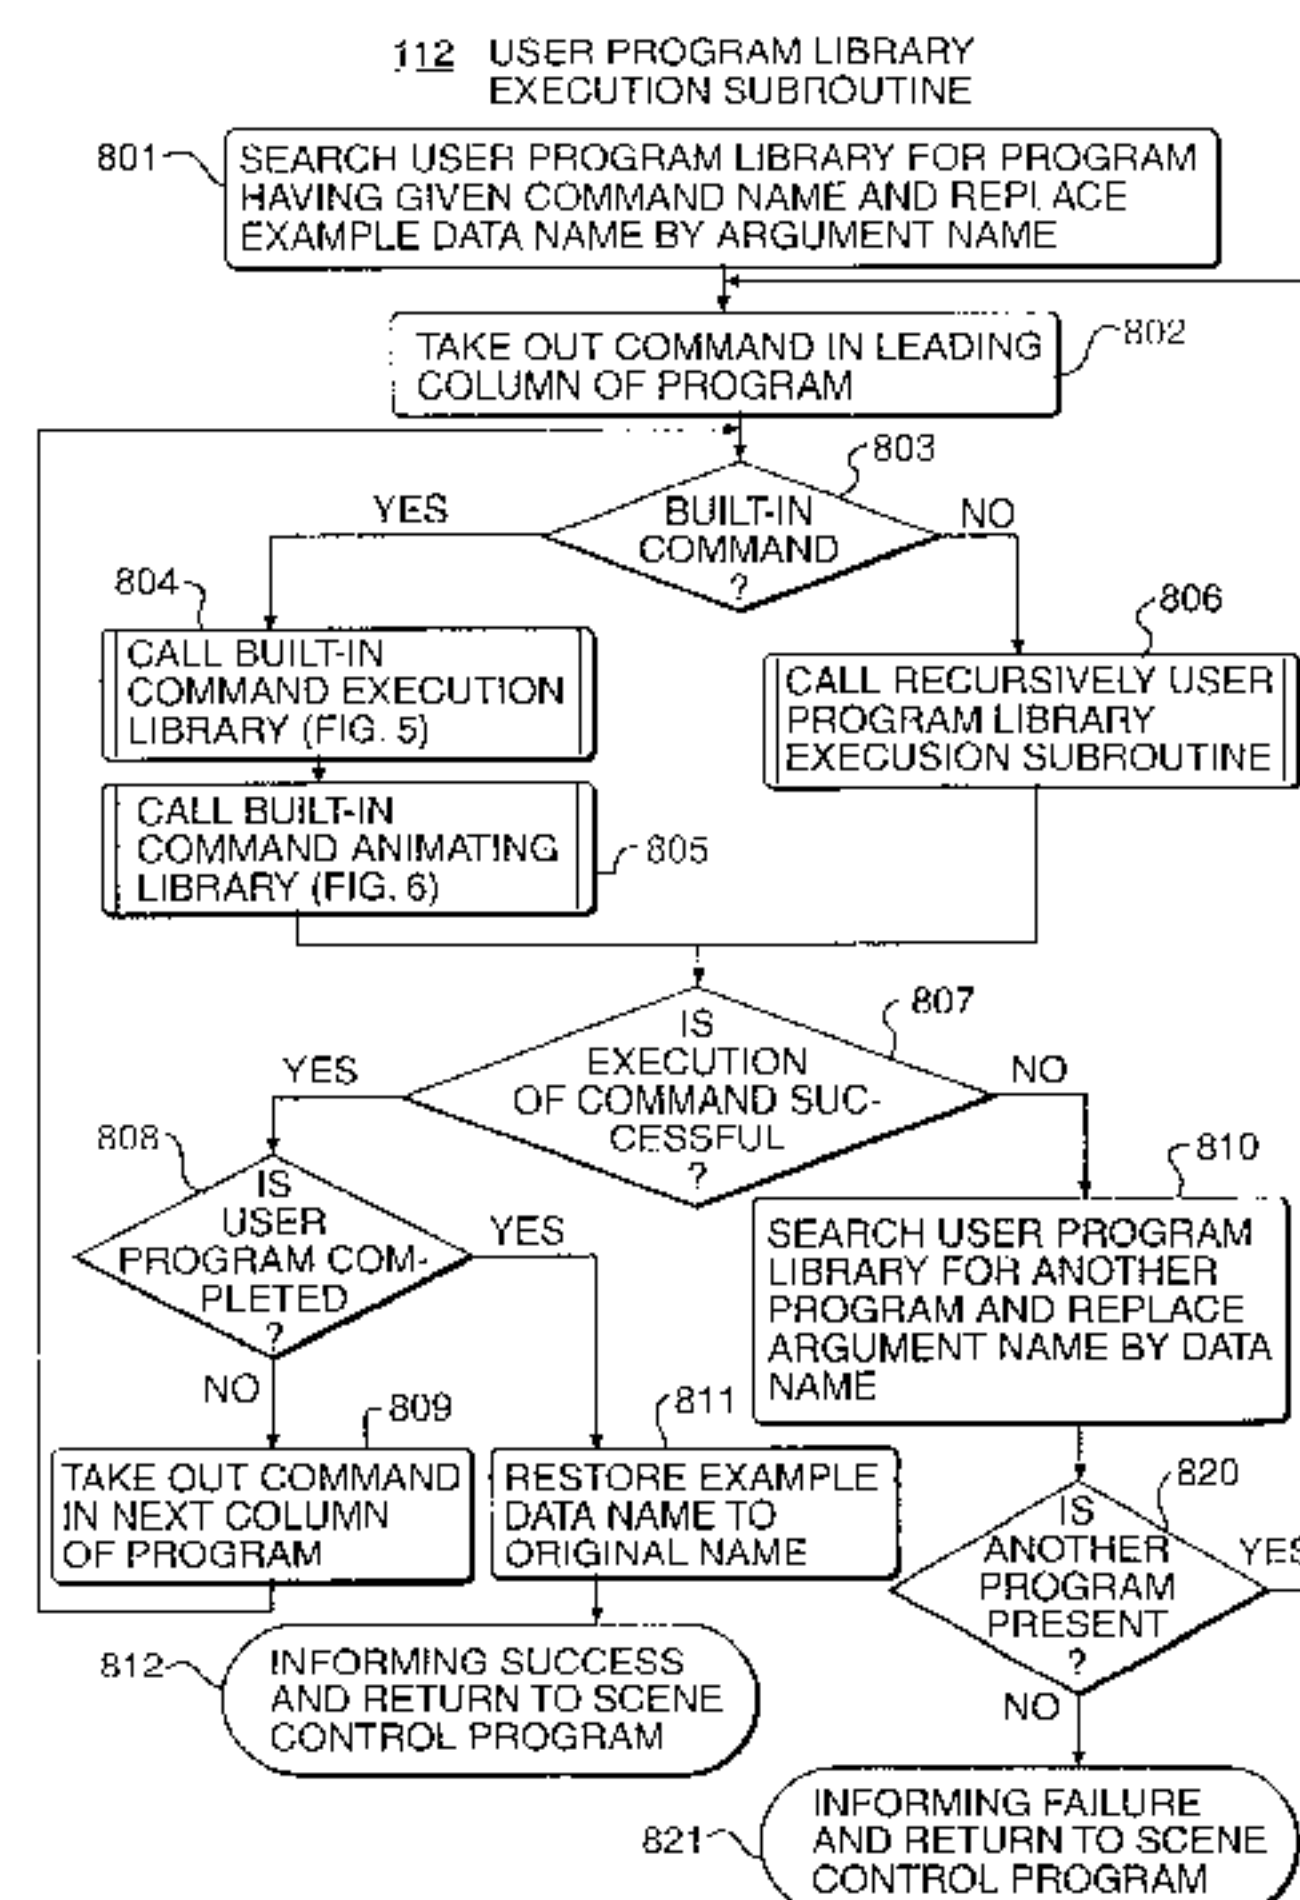 112 USER PROGRAM LIBRARY
EXECUTION SUBROUTINE
801
SEARCH USER PROGRAM LIBRARY FOR PROGRAM
HAVING GIVEN COMMAND NAME AND REPLACE
EXAMPLE DATA NAME BY ARGUMENT NAME
802
TAKE OUT COMMAND IN LEADING
COLUMN OF PROGRAM
803
BUILT-IN
COMMAND
?
YES
NO
804
CALL BUILT-IN
COMMAND EXECUTION
LIBRARY (FIG. 5)
806
CALL RECURSIVELY USER
PROGRAM LIBRARY
EXECUSION SUBROUTINE
805
CALL BUILT-IN
COMMAND ANIMATING
LIBRARY (FIG. 6)
807
IS
EXECUTION
OF COMMAND SUC-
CESSFUL
?
YES
NO
808
IS
USER
PROGRAM COM-
PLETED
?
YES
NO
810
SEARCH USER PROGRAM
LIBRARY FOR ANOTHER
PROGRAM AND REPLACE
ARGUMENT NAME BY DATA
NAME
809
TAKE OUT COMMAND
IN NEXT COLUMN
OF PROGRAM
811
RESTORE EXAMPLE
DATA NAME TO
ORIGINAL NAME
820
IS
ANOTHER
PROGRAM
PRESENT
?
YES
NO
812
INFORMING SUCCESS
AND RETURN TO SCENE
CONTROL PROGRAM
821
INFORMING FAILURE
AND RETURN TO SCENE
CONTROL PROGRAM